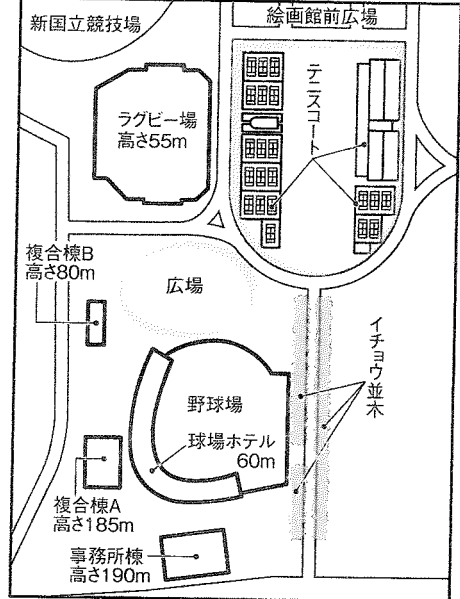 新国立競技場
絵画館前広場
テニスコート
ラグビー場
高さ55m
複合棟B
高さ80m
広場
イチョウ並木
野球場
球場ホテル
60m
複合棟A
高さ185m
事務所棟
高さ190m